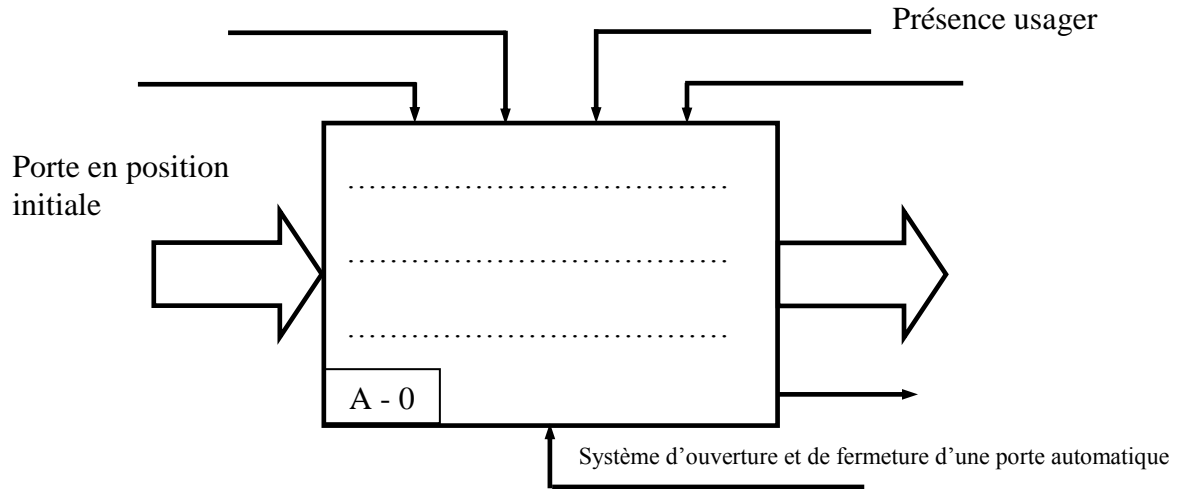 Présence usager
Porte en position
initiale
......................................
......................................
......................................
A - 0
Système d’ouverture et de fermeture d’une porte automatique